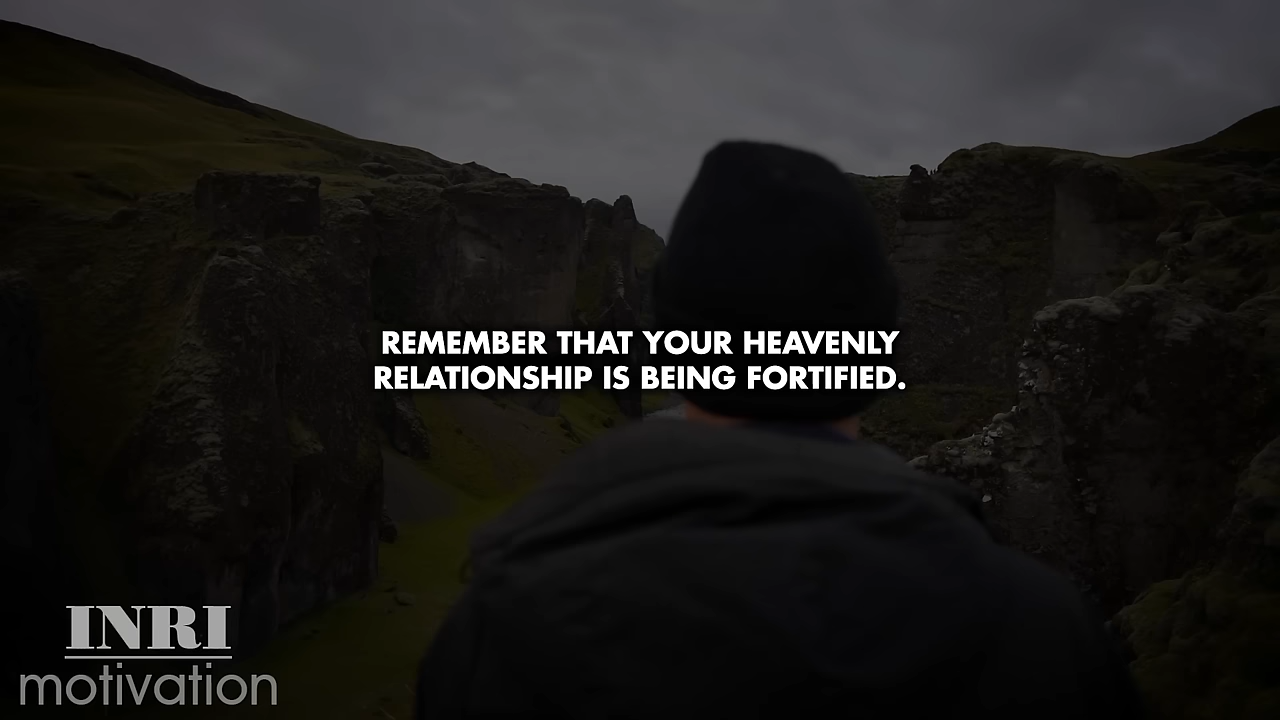 REMEMBER THAT YOUR HEAVENLY
RELATIONSHIP IS BEING FORTIFIED.
INRI
motivation